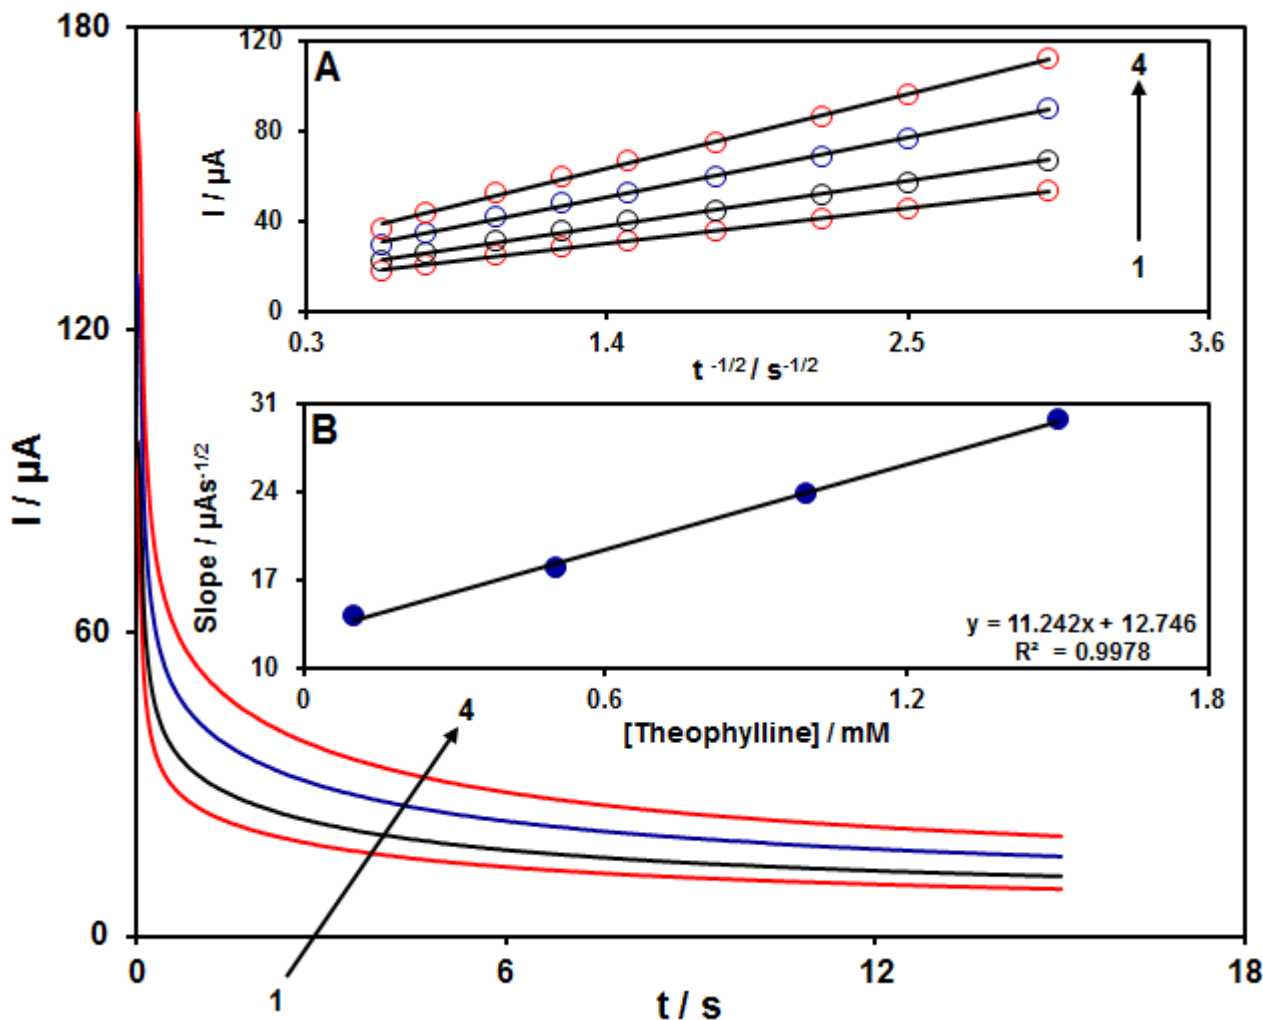 180
120
60
0
I / µA
0
6
12
18
t / s
1
4
A
120
80
40
0
I / µA
0.3
1.4
2.5
3.6
t -1/2 / s-1/2
4
1
B
31
24
17
10
Slope / µAs-1/2
0
0.6
1.2
1.8
[Theophylline] / mM
y = 11.242x + 12.746
R² = 0.9978